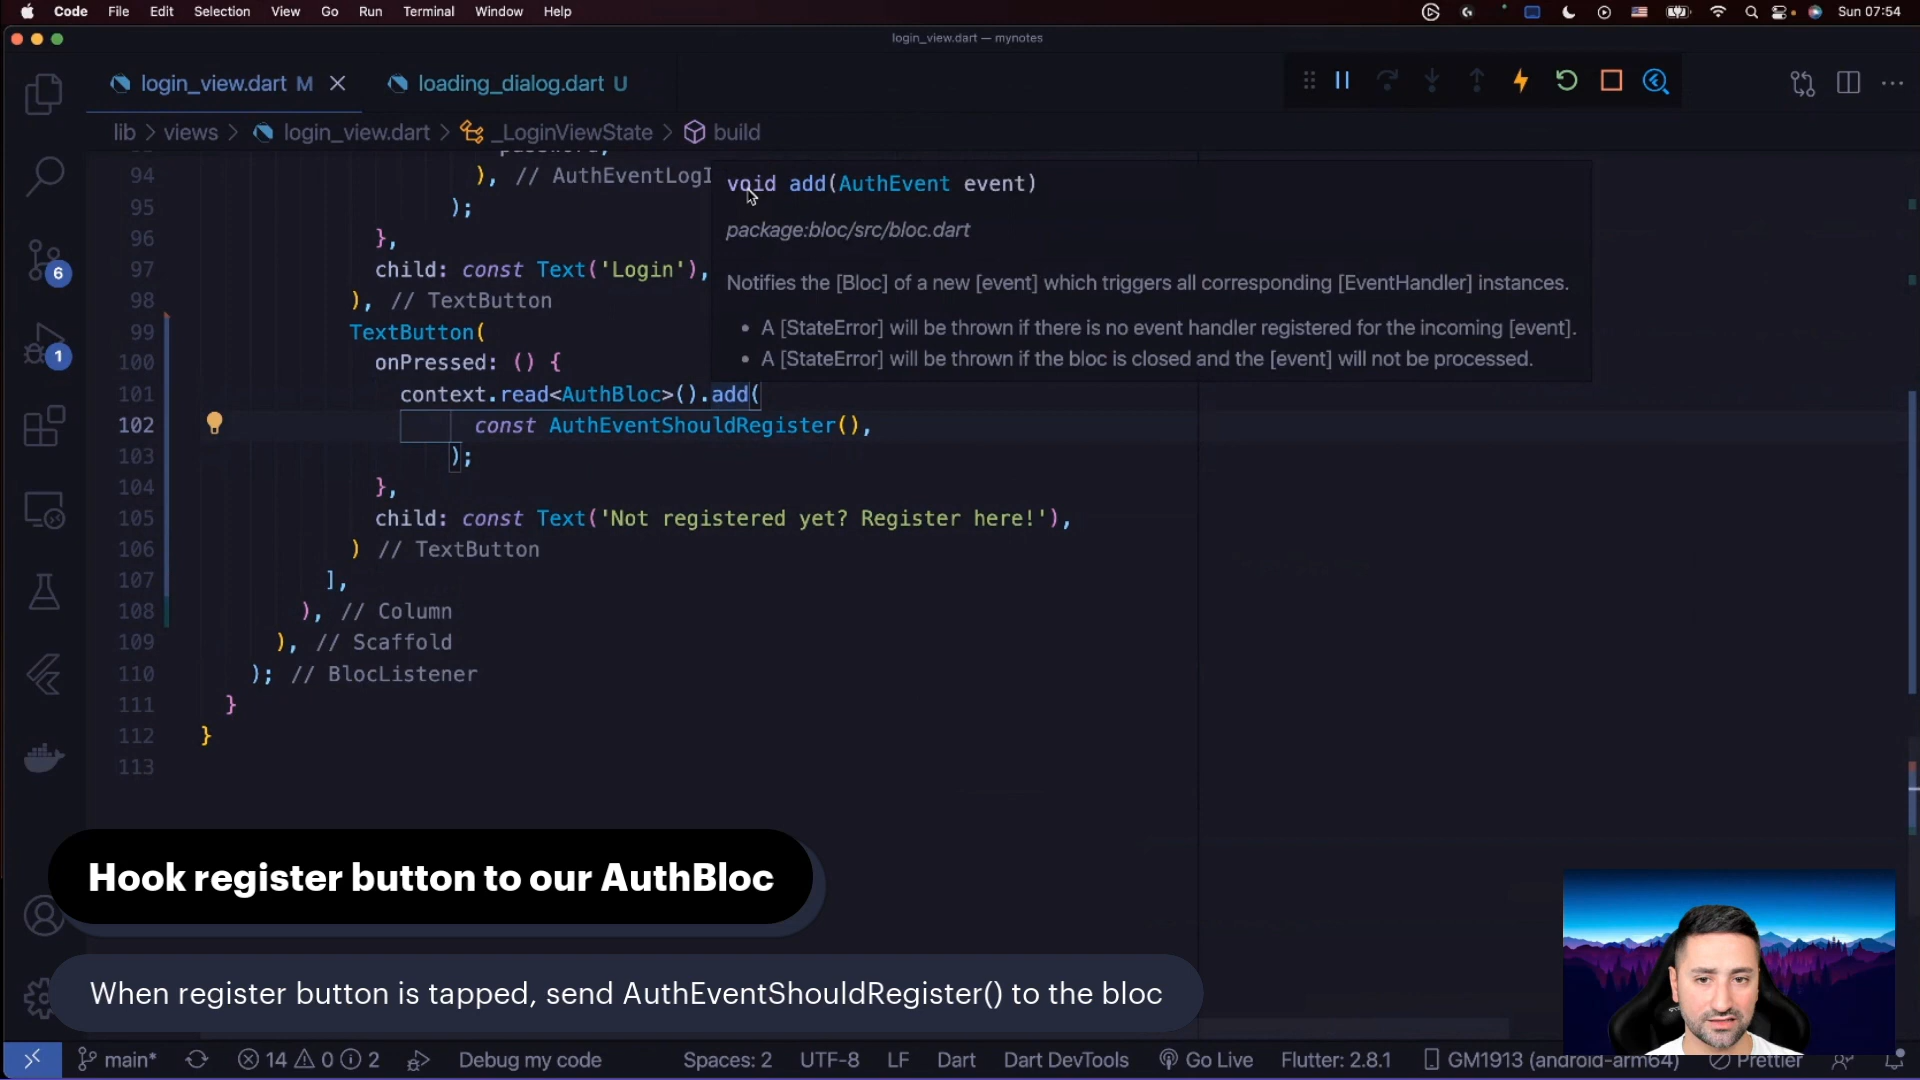 Code File Edit Selection View Go Run Terminal Window Help Sun 07:54
login_view.dart — mynotes
login_view.dart M loading_dialog.dart U
lib > views > login_view.dart > _LoginViewState > build
94 ), // AuthEventLogI
95 );
96 },
97 child: const Text('Login'),
98 ), // TextButton
99 TextButton(
100 onPressed: () {
101 context.read<AuthBloc>().add(
102 const AuthEventShouldRegister(),
103 );
104 },
105 child: const Text('Not registered yet? Register here!'),
106 ) // TextButton
107 ],
108 ), // Column
109 ), // Scaffold
110 ); // BlocListener
111 }
112 }
113
void add(AuthEvent event)
package:bloc/src/bloc.dart
Notifies the [Bloc] of a new [event] which triggers all corresponding [EventHandler] instances.
• A [StateError] will be thrown if there is no event handler registered for the incoming [event].
• A [StateError] will be thrown if the bloc is closed and the [event] will not be processed.
6
1
Hook register button to our AuthBloc
When register button is tapped, send AuthEventShouldRegister() to the bloc
main* 14 0 2 Debug my code Spaces: 2 UTF-8 LF Dart Dart DevTools Go Live Flutter: 2.8.1 GM1913 (android-arm64) Prettier